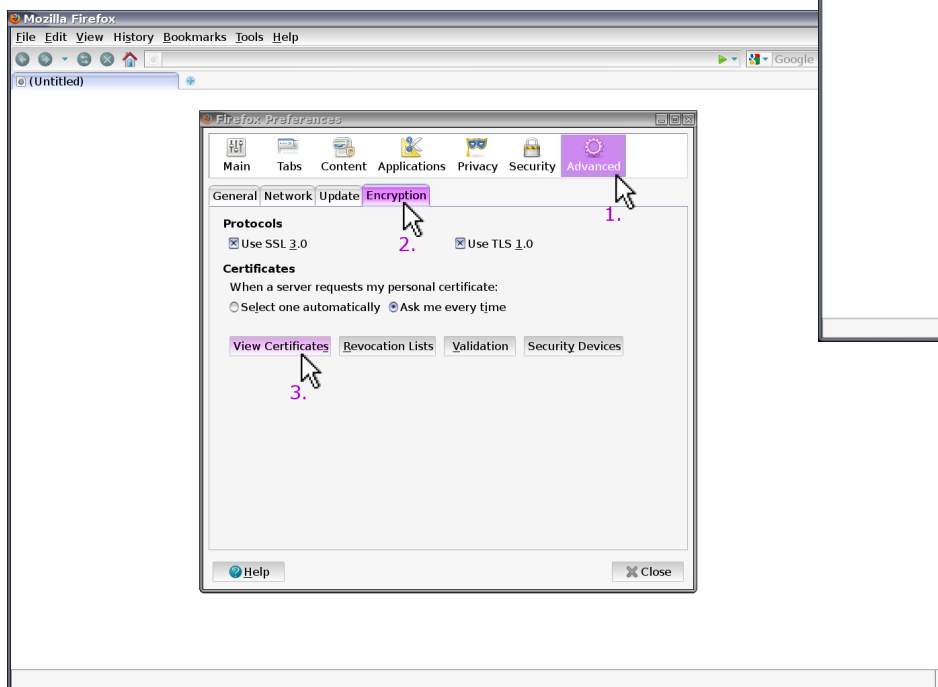 Mozilla Firefox
File Edit View History Bookmarks Tools Help
Google
(Untitled)
Firefox Preferences
Main Tabs Content Applications Privacy Security Advanced
General Network Update Encryption
1.
Protocols
2.
Use SSL 3.0 Use TLS 1.0
Certificates
When a server requests my personal certificate:
Select one automatically Ask me every time
View Certificates Revocation Lists Validation Security Devices
3.
Help Close